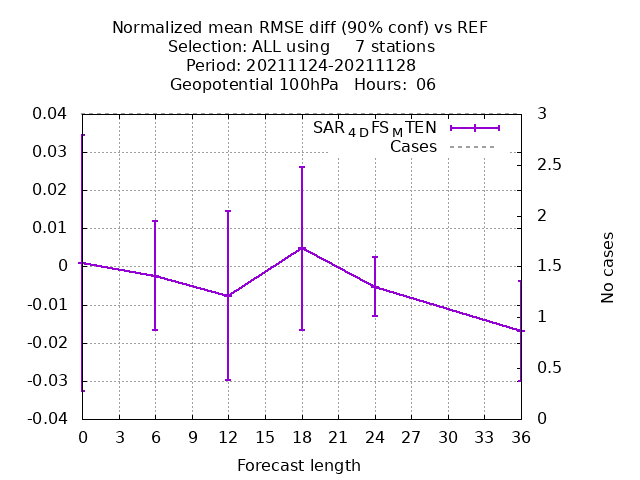 Normalized mean RMSE diff (90% conf) vs REF
Selection: ALL using 7 stations
Period: 20211124-20211128
Geopotential 100hPa Hours: 06
SAR4DFSMTEN
Cases
0.04
0.03
0.02
0.01
0
-0.01
-0.02
-0.03
-0.04
3
2.5
2
1.5
1
0.5
0
No cases
0 3 6 9 12 15 18 21 24 27 30 33 36
Forecast length